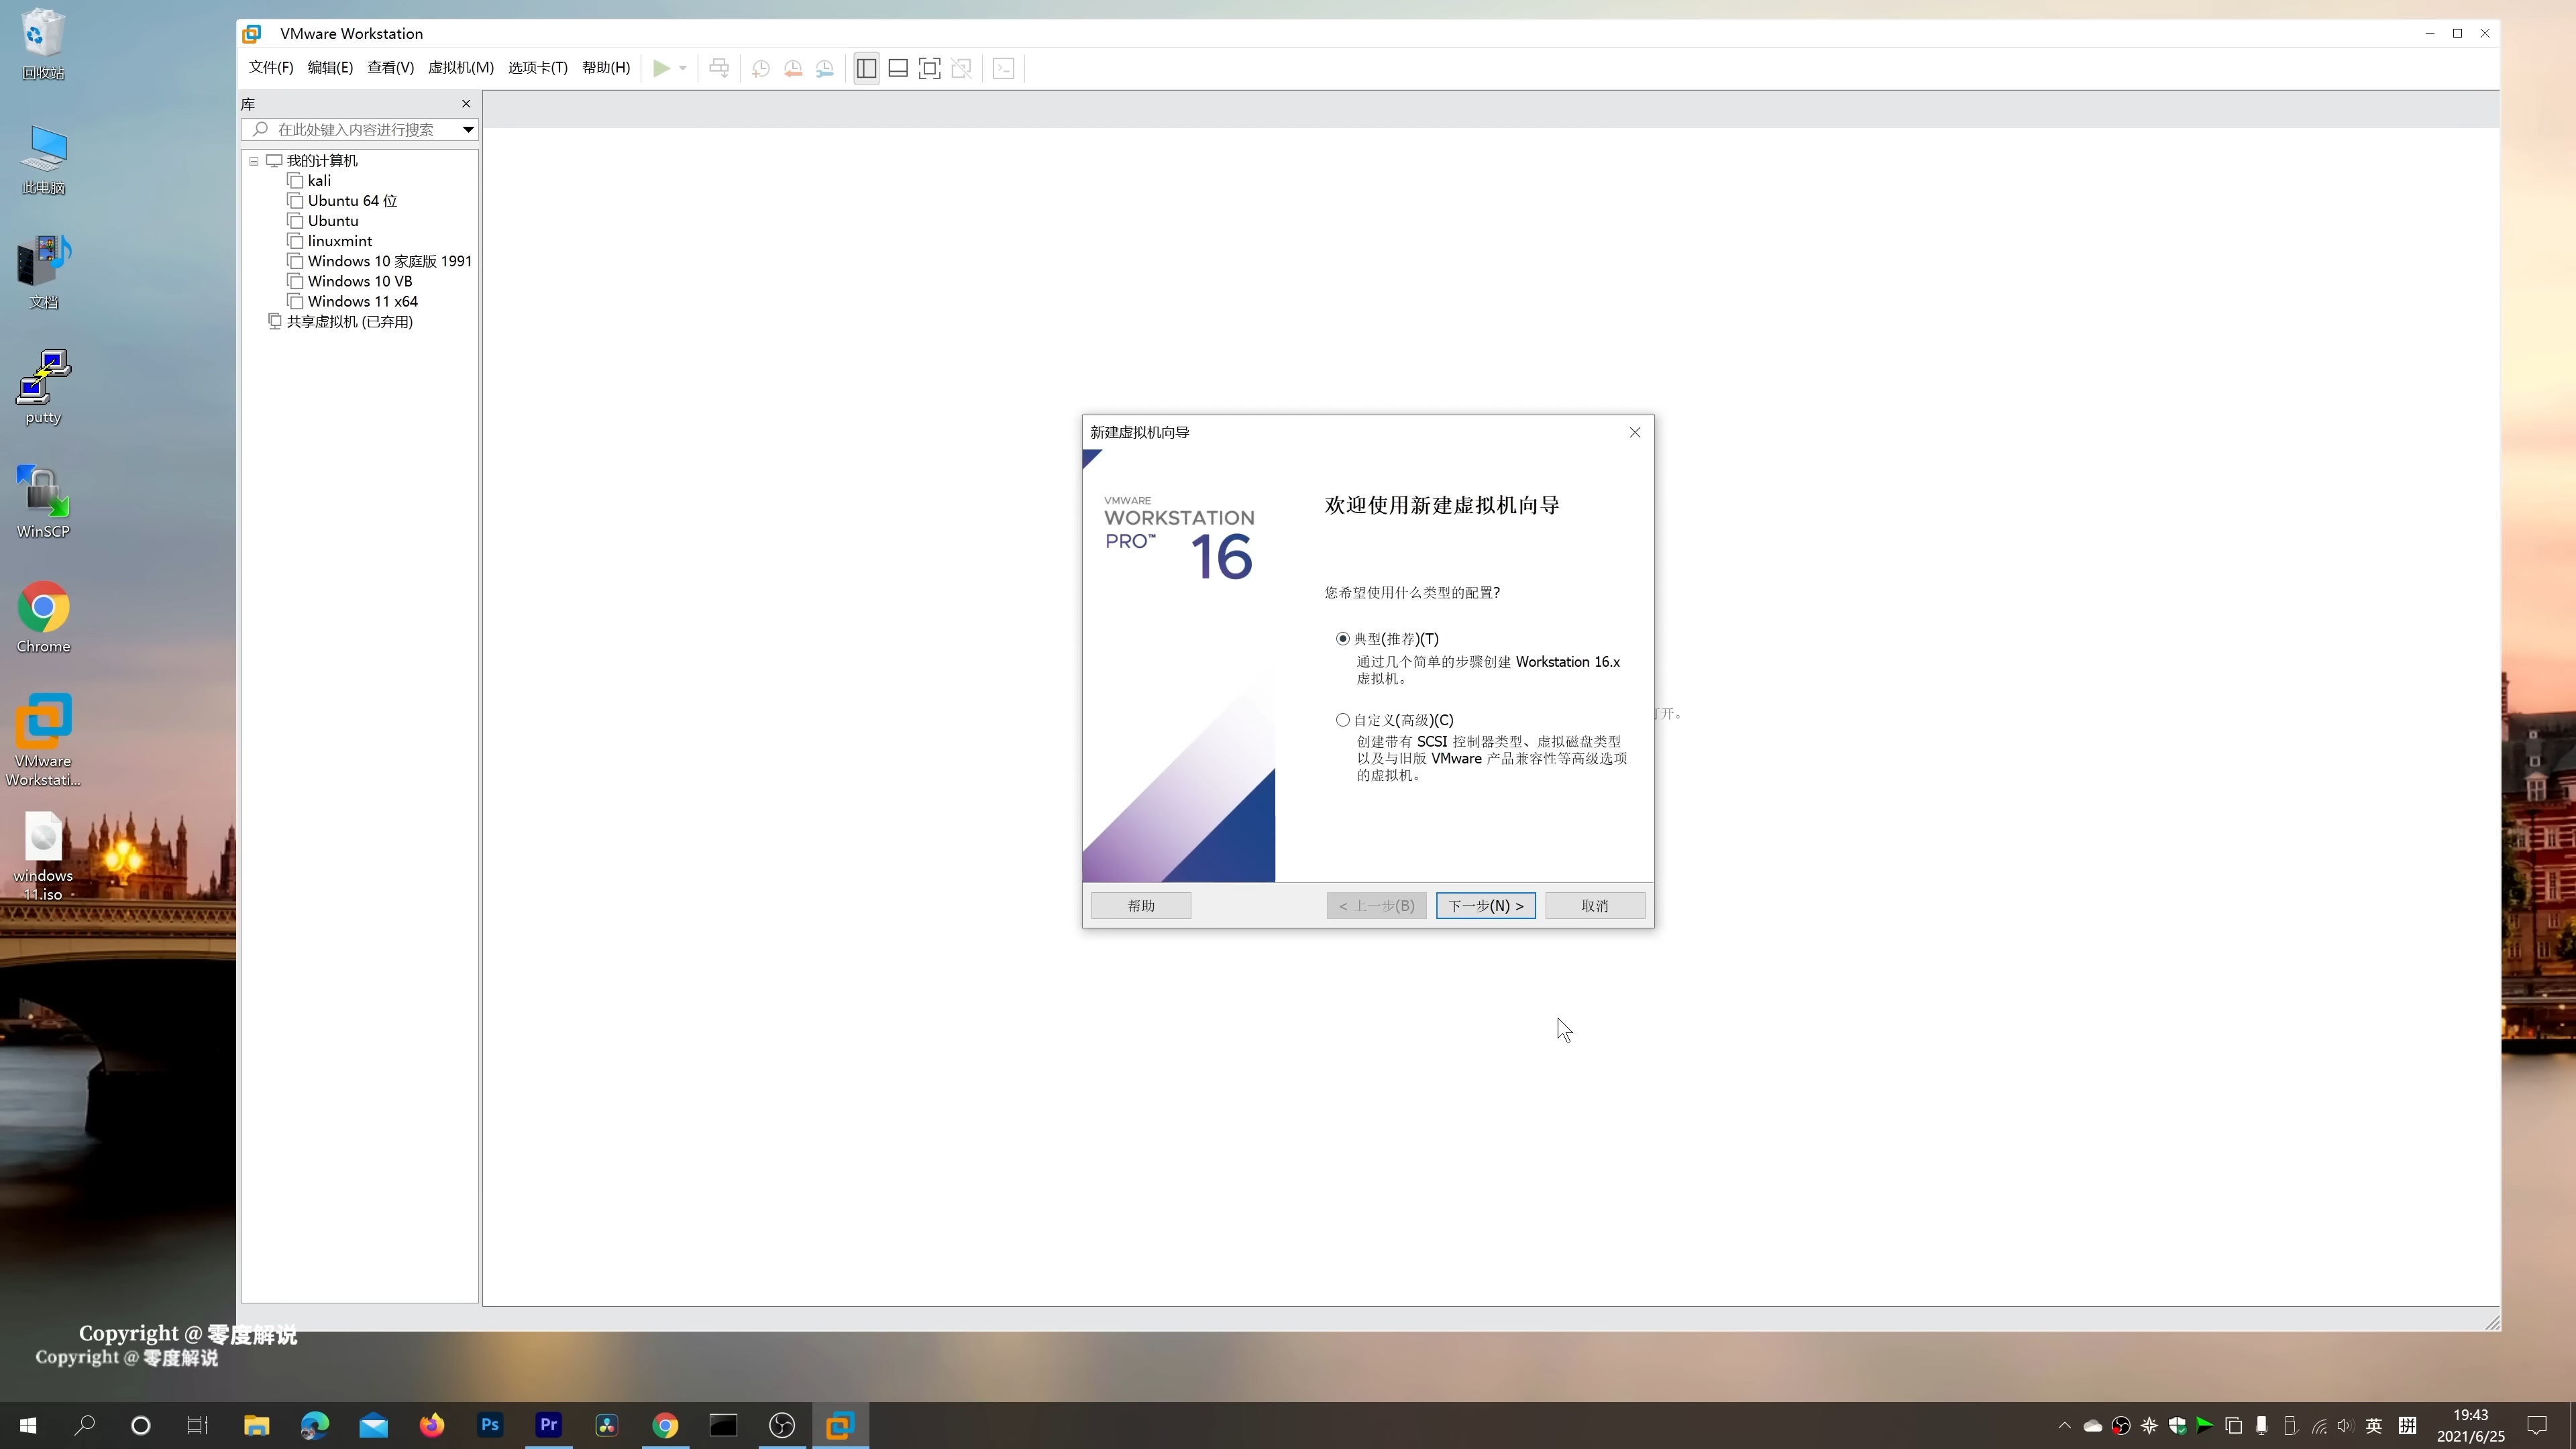 回收站
此电脑
文档
putty
WinSCP
Chrome
VMware
Workstati...
windows
11.iso
VMware Workstation
文件(F) 编辑(E) 查看(V) 虚拟机(M) 选项卡(T) 帮助(H)
库
在此处键入内容进行搜索
我的计算机
kali
Ubuntu 64 位
Ubuntu
linuxmint
Windows 10 家庭版 1991
Windows 10 VB
Windows 11 x64
共享虚拟机 (已弃用)
新建虚拟机向导
VMWARE
WORKSTATION
PRO™ 16
欢迎使用新建虚拟机向导
您希望使用什么类型的配置?
典型(推荐)(T)
通过几个简单的步骤创建 Workstation 16.x
虚拟机。
自定义(高级)(C)
创建带有 SCSI 控制器类型、虚拟磁盘类型
以及与旧版 VMware 产品兼容性等高级选项
的虚拟机。
打开。
帮助 < 上一步(B) 下一步(N) > 取消
Copyright @ 零度解说
Copyright @ 零度解说
Ps
Pr
英
拼
19:43
2021/6/25